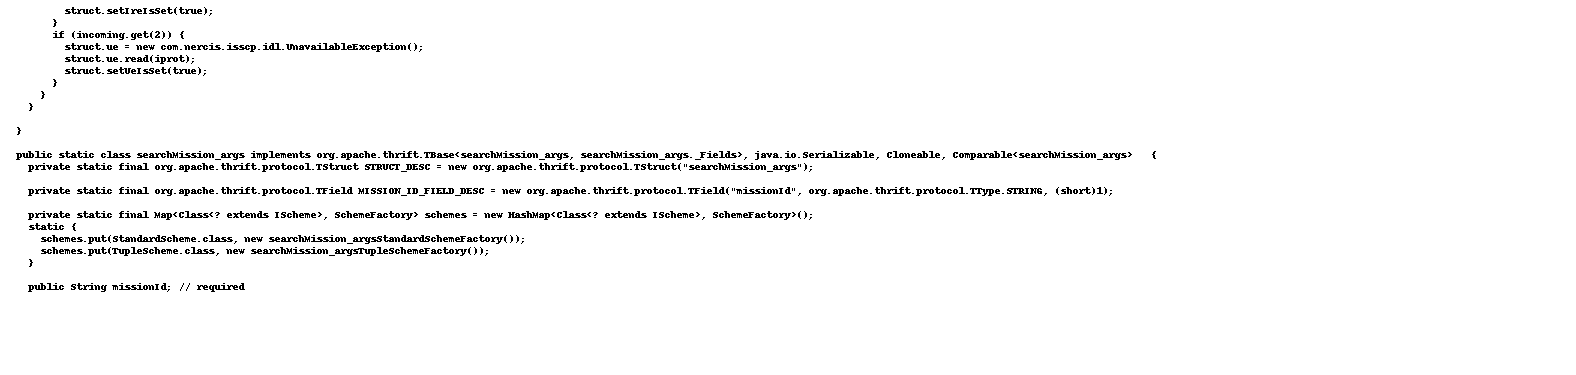 struct.setIreIsSet(true);
}
if (incoming.get(2)) {
struct.ue = new com.nercis.isscp.idl.UnavailableException();
struct.ue.read(iprot);
struct.setUeIsSet(true);
}
}
}
}
public static class searchMission_args implements org.apache.thrift.TBase<searchMission_args, searchMission_args._Fields>, java.io.Serializable, Cloneable, Comparable<searchMission_args>   {
private static final org.apache.thrift.protocol.TStruct STRUCT_DESC = new org.apache.thrift.protocol.TStruct("searchMission_args");
private static final org.apache.thrift.protocol.TField MISSION_ID_FIELD_DESC = new org.apache.thrift.protocol.TField("missionId", org.apache.thrift.protocol.TType.STRING, (short)1);
private static final Map<Class<? extends IScheme>, SchemeFactory> schemes = new HashMap<Class<? extends IScheme>, SchemeFactory>();
static {
schemes.put(StandardScheme.class, new searchMission_argsStandardSchemeFactory());
schemes.put(TupleScheme.class, new searchMission_argsTupleSchemeFactory());
}
public String missionId; // required